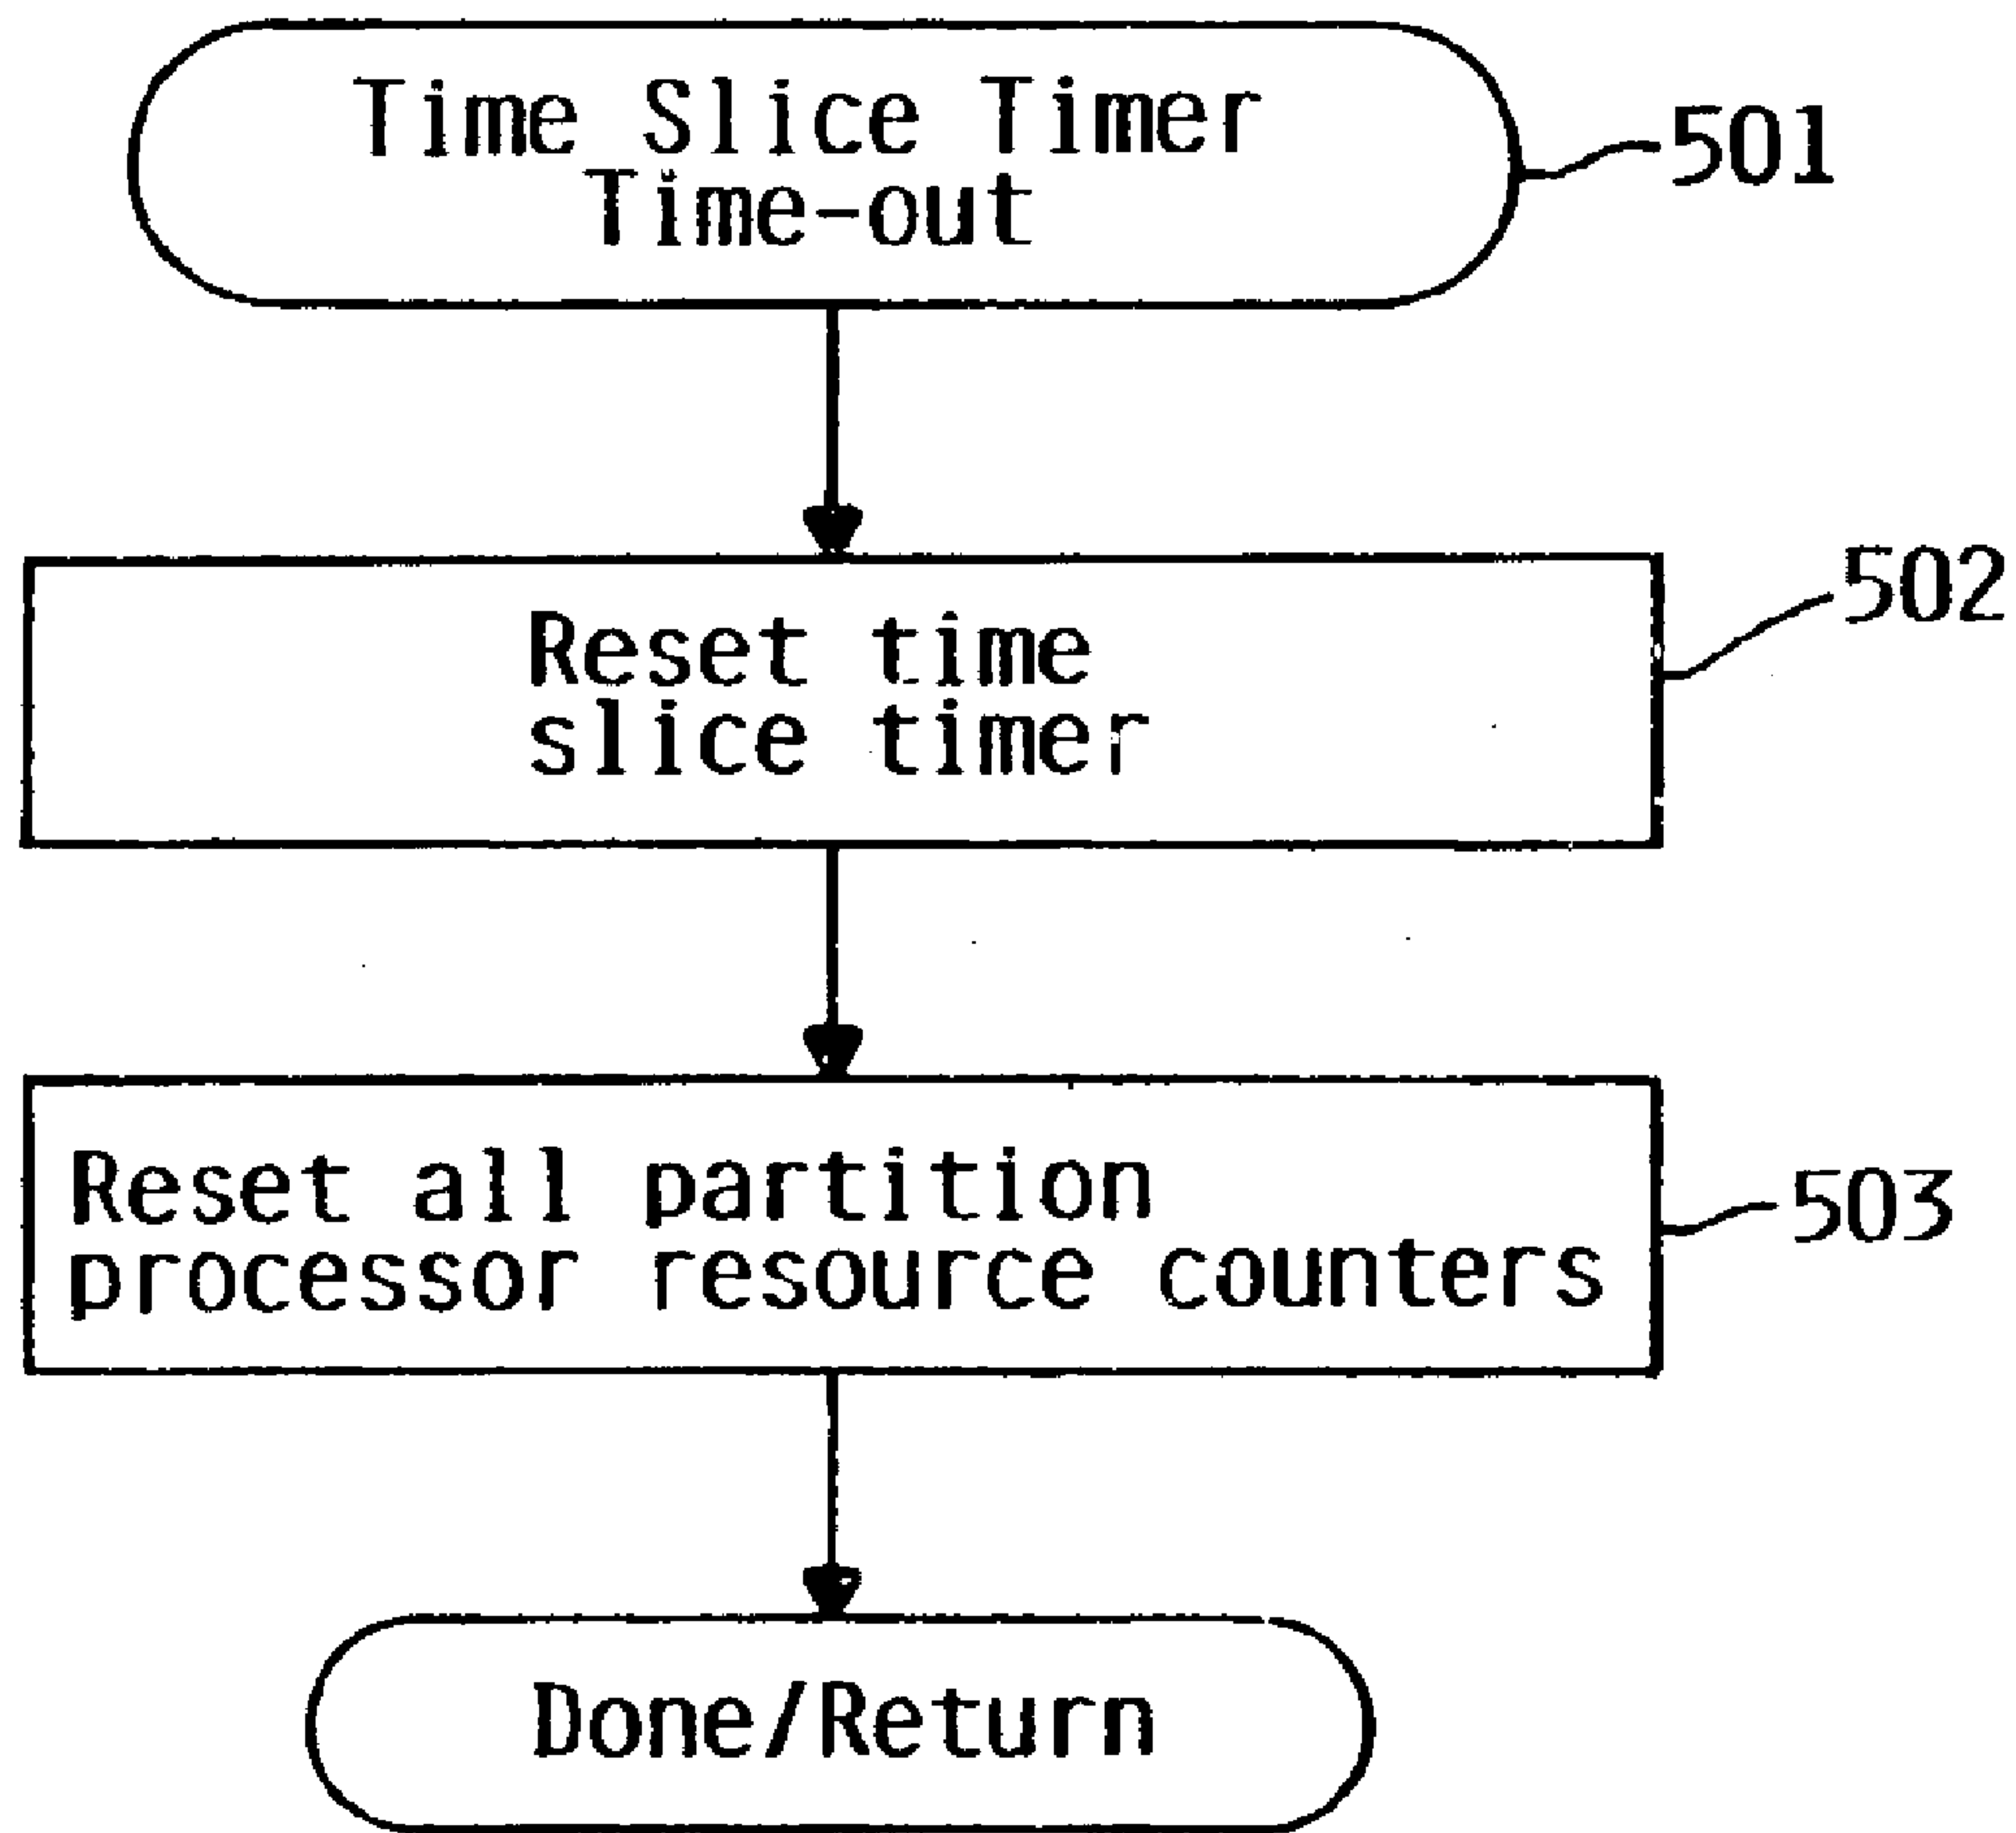 Time Slice Timer
Time-out
501
502
Reset time
slice timer
Reset all partition
processor resource counters
503
Done/Return